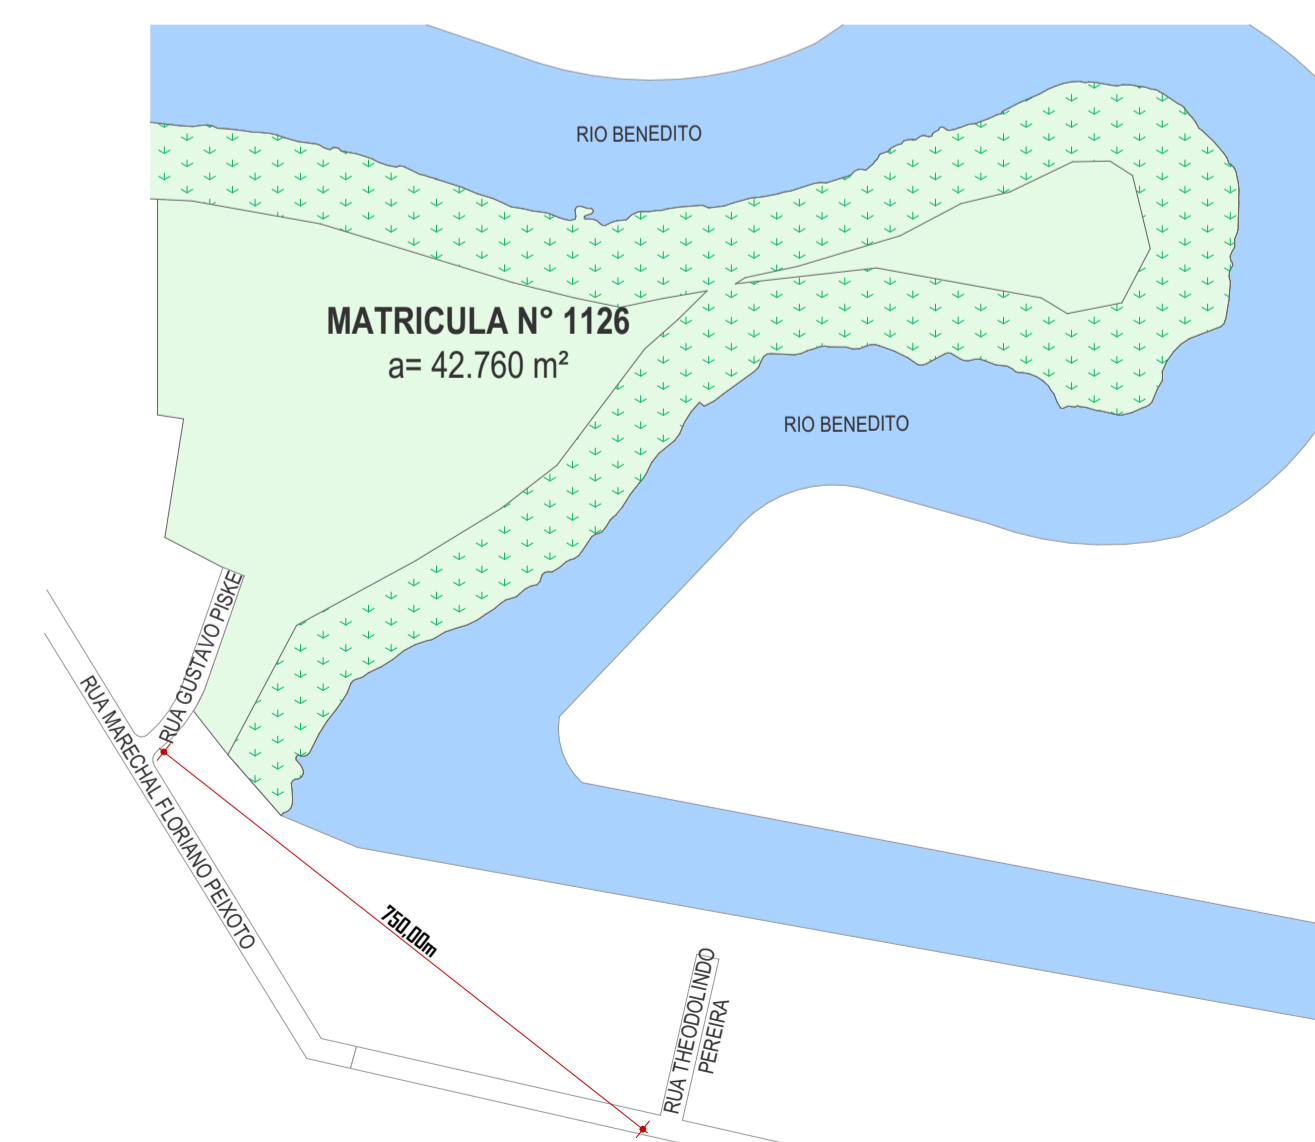 RIO BENEDITO
MATRICULA N° 1126
a= 42.760 m²
RIO BENEDITO
RUA GUSTAVO PISKE
RUA MARECHAL FLORIANO PEIXOTO
750,00m
RUA THEODOLINDO
PEREIRA